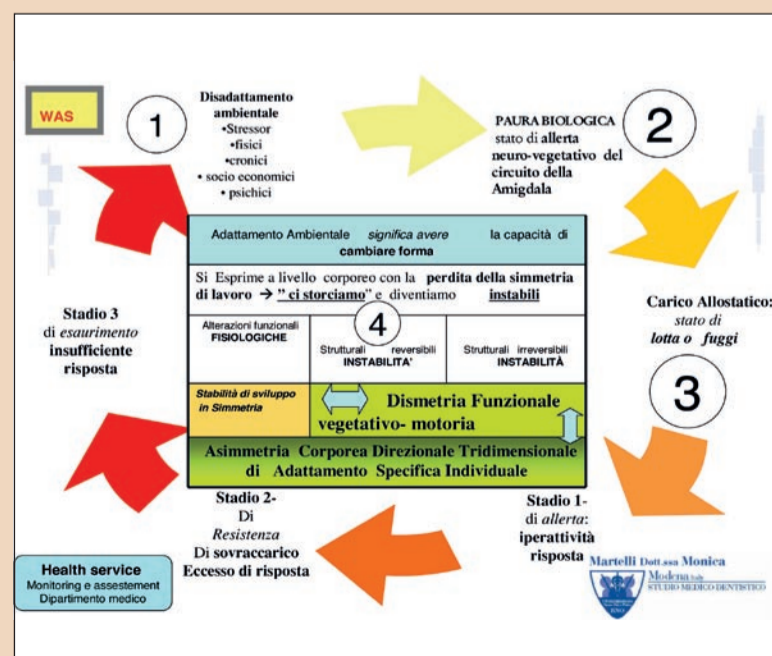 WAS
1
Disadattamento
ambientale
•Stressor
•fisici
•cronici
• socio economici
• psichici
PAURA BIOLOGICA
stato di allerta
neuro-vegetativo del
circuito della
Amigdala
2
Adattamento Ambientale significa avere la capacità di
cambiare forma
Si Esprime a livello corporeo con la perdita della simmetria
di lavoro → " ci storciamo" e diventiamo instabili
Alterazioni funzionali
FISIOLOGICHE
4
Strutturali reversibili
INSTABILITA'
Strutturali irreversibili
INSTABILITÀ
Stabilità di sviluppo
in Simmetria
Dismetria Funzionale
vegetativo- motoria
Asimmetria Corporea Direzionale Tridimensionale
di Adattamento Specifica Individuale
Carico Allostatico:
stato di
lotta o fuggi
3
Stadio 1-
di allerta:
iperattività
risposta
Stadio 2-
Di
Resistenza
Di sovraccarico
Eccesso di risposta
Stadio 3
di esaurimento
insufficiente
risposta
Health service
Monitoring e assestement
Dipartimento medico
Martelli Dott.ssa Monica
Modena Italy
STUDIO MEDICO DENTISTICO